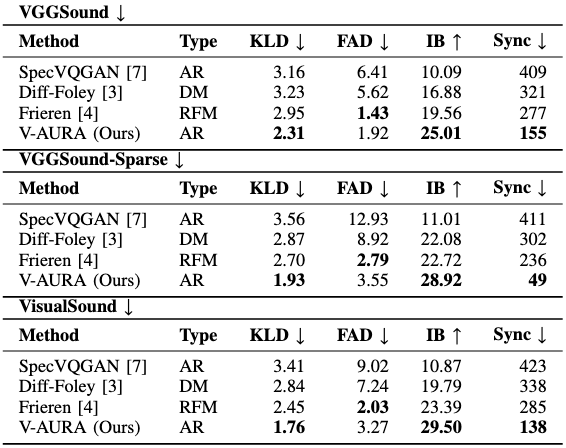 VGGSound ↓
Method Type KLD ↓ FAD ↓ IB ↑ Sync ↓
SpecVQGAN [7] AR 3.16 6.41 10.09 409
Diff-Foley [3] DM 3.23 5.62 16.88 321
Frieren [4] RFM 2.95 1.43 19.56 277
V-AURA (Ours) AR 2.31 1.92 25.01 155
VGGSound-Sparse ↓
Method Type KLD ↓ FAD ↓ IB ↑ Sync ↓
SpecVQGAN [7] AR 3.56 12.93 11.01 411
Diff-Foley [3] DM 2.87 8.92 22.08 302
Frieren [4] RFM 2.70 2.79 22.72 236
V-AURA (Ours) AR 1.93 3.55 28.92 49
VisualSound ↓
Method Type KLD ↓ FAD ↓ IB ↑ Sync ↓
SpecVQGAN [7] AR 3.41 9.02 10.87 423
Diff-Foley [3] DM 2.84 7.24 19.79 338
Frieren [4] RFM 2.45 2.03 23.39 285
V-AURA (Ours) AR 1.76 3.27 29.50 138